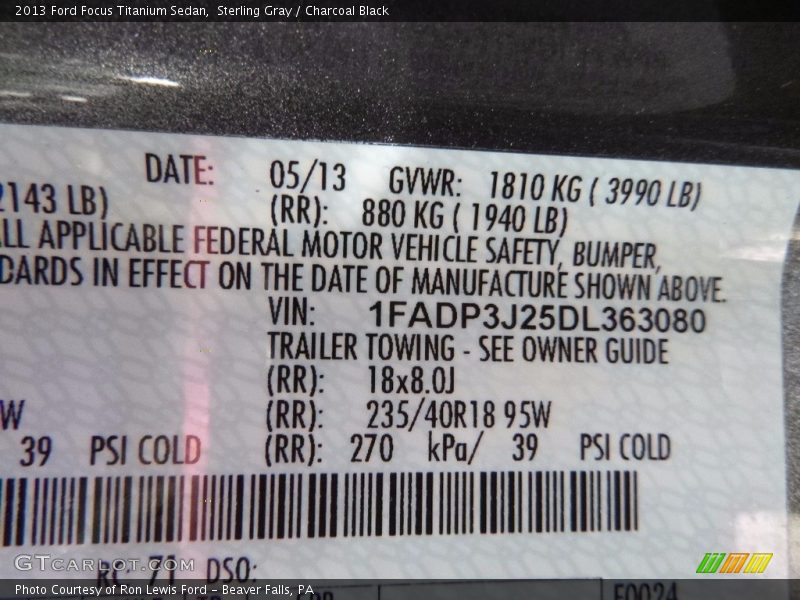 2013 Ford Focus Titanium Sedan,  Sterling Gray / Charcoal Black
DATE: 05/13 GVWR: 1810 KG ( 3990 LB)
2143 LB) (RR): 880 KG ( 1940 LB)
ALL APPLICABLE FEDERAL MOTOR VEHICLE SAFETY, BUMPER,
DARDS IN EFFECT ON THE DATE OF MANUFACTURE SHOWN ABOVE.
VIN: 1FADP3J25DL363080
TRAILER TOWING - SEE OWNER GUIDE
(RR): 18x8.0J
W (RR): 235/40R18 95W
39 PSI COLD (RR): 270 kPa/ 39 PSI COLD
GTCarLot.com
RC: 71 DSO:
Photo Courtesy of Ron Lewis Ford - Beaver Falls, PA